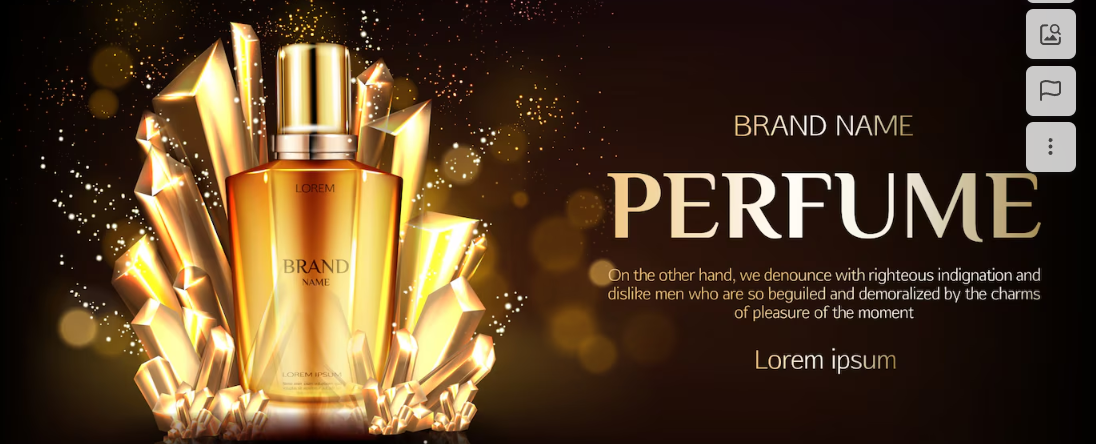 LOREM
BRAND
NAME
LOREM IPSUM
BRAND NAME
PERFUME
On the other hand, we denounce with righteous indignation and
dislike men who are so beguiled and demoralized by the charms
of pleasure of the moment
Lorem ipsum